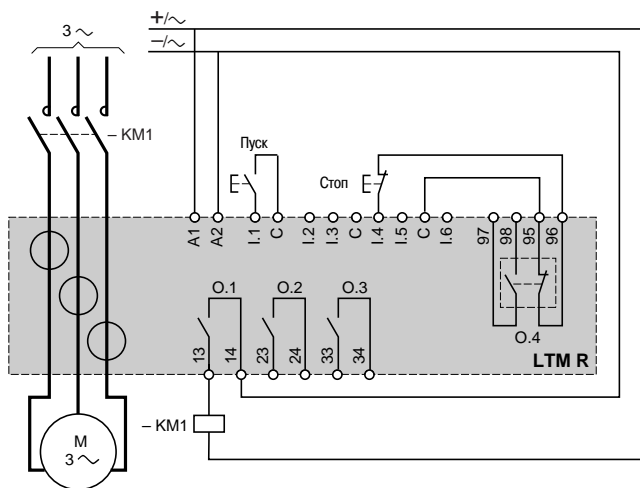 3 ∼
+/∼
−/∼
– KM1
Пуск
Стоп
A1
A2
I.1
C
I.2
I.3
C
I.4
I.5
C
I.6
97
98
95
96
O.1
O.2
O.3
O.4
13
14
23
24
33
34
LTM R
– KM1
M
3 ∼